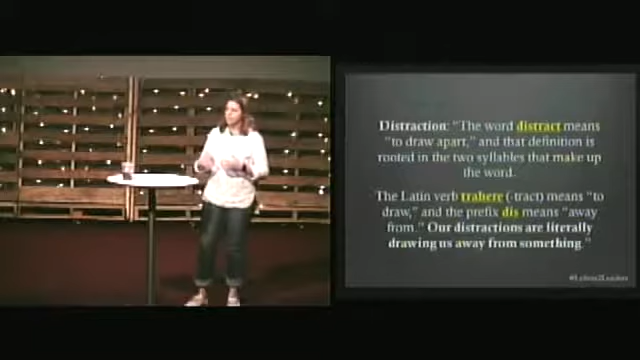 Distraction: "The word distract means
"to draw apart," and that definition is
rooted in the two syllables that make up
the word.
The Latin verb trahere (-tract) means "to
draw," and the prefix dis means "away
from." Our distractions are literally
drawing us away from something."